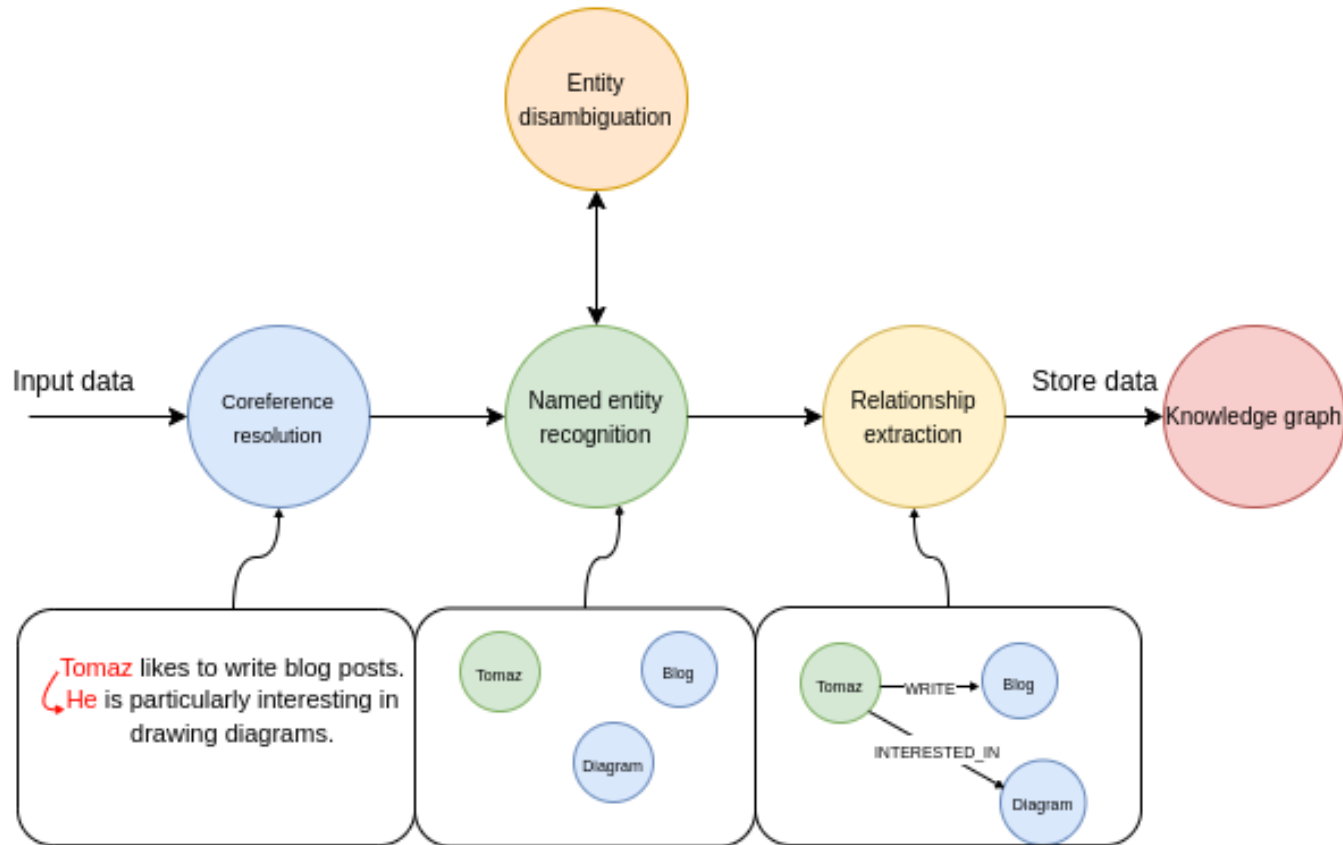 Entity
disambiguation
Input data
Coreference
resolution
Named entity
recognition
Relationship
extraction
Store data
Knowledge graph
Tomaz likes to write blog posts.
He is particularly interesting in
drawing diagrams.
Tomaz
Blog
Diagram
Tomaz
WRITE
Blog
INTERESTED_IN
Diagram